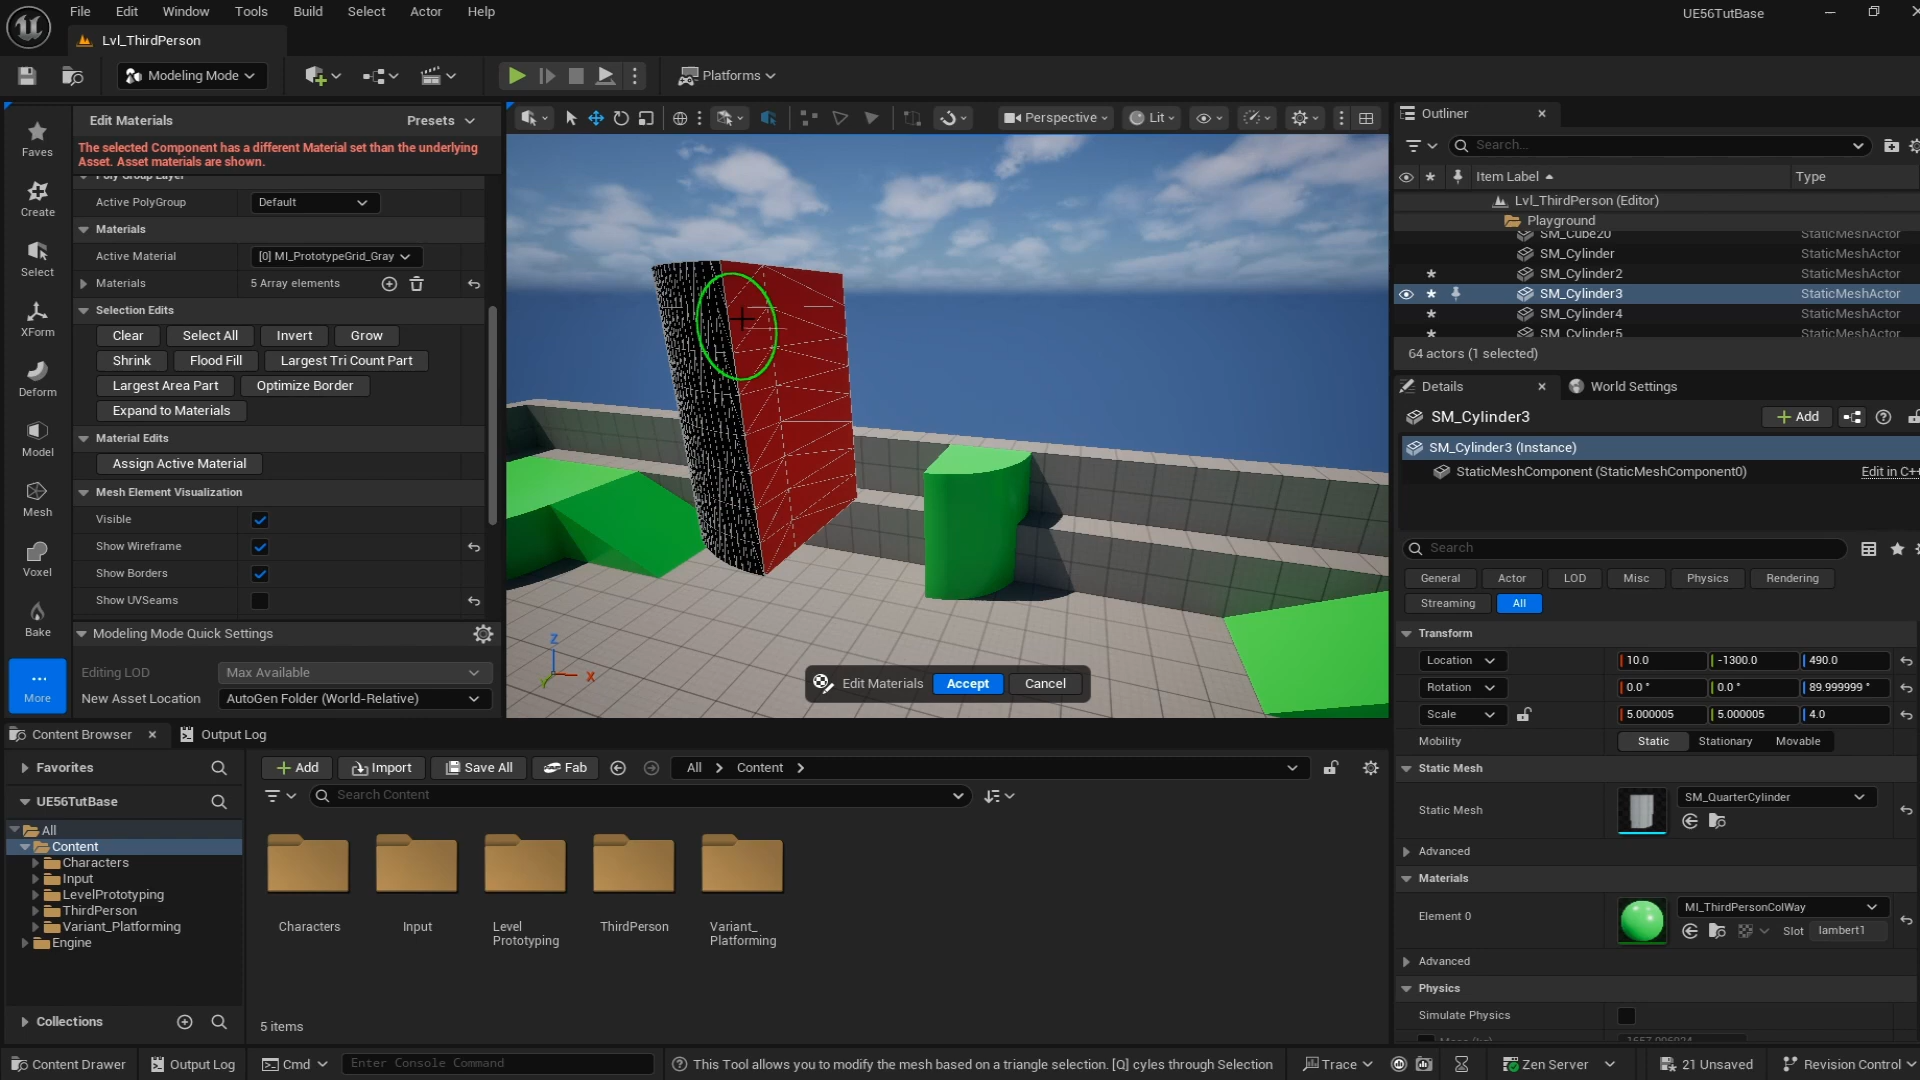 File Edit Window Tools Build Select Actor Help
UE56TutBase
Lvl_ThirdPerson
Modeling Mode
Platforms
Faves
Create
Select
XForm
Deform
Model
Mesh
Voxel
Bake
More
Edit Materials
Presets
The selected Component has a different Material set than the underlying
Asset. Asset materials are shown.
Poly Group Layer
Active PolyGroup Default
Materials
Active Material [0] MI_PrototypeGrid_Gray
Materials 5 Array elements
Selection Edits
Clear Select All Invert Grow
Shrink Flood Fill Largest Tri Count Part
Largest Area Part Optimize Border
Expand to Materials
Material Edits
Assign Active Material
Mesh Element Visualization
Visible
Show Wireframe
Show Borders
Show UVSeams
Modeling Mode Quick Settings
Editing LOD Max Available
New Asset Location AutoGen Folder (World-Relative)
Perspective
Lit
Z
X
Y
Edit Materials Accept Cancel
Outliner
Search...
Item Label Type
Lvl_ThirdPerson (Editor)
Playground
SM_Cube20 StaticMeshActor
SM_Cylinder StaticMeshActor
SM_Cylinder2 StaticMeshActor
SM_Cylinder3 StaticMeshActor
SM_Cylinder4 StaticMeshActor
SM_Cylinder5 StaticMeshActor
64 actors (1 selected)
Details
World Settings
SM_Cylinder3
Add
SM_Cylinder3 (Instance)
StaticMeshComponent (StaticMeshComponent0) Edit in C++
Search
General Actor LOD Misc Physics Rendering
Streaming All
Transform
Location 10.0 -1300.0 490.0
Rotation 0.0 ° 0.0 ° 89.999999 °
Scale 5.000005 5.000005 4.0
Mobility Static Stationary Movable
Static Mesh
Static Mesh SM_QuarterCylinder
Advanced
Materials
Element 0 MI_ThirdPersonColWay
Slot lambert1
Advanced
Physics
Simulate Physics
Content Browser
Output Log
Favorites
UE56TutBase
All
Content
Characters
Input
LevelPrototyping
ThirdPerson
Variant_Platforming
Engine
Collections
Add Import Save All Fab All Content
Search Content
Characters
Input
Level
Prototyping
ThirdPerson
Variant_
Platforming
5 items
Content Drawer Output Log Cmd Enter Console Command This Tool allows you to modify the mesh based on a triangle selection. [Q] cyles through Selection Trace Zen Server 21 Unsaved Revision Control